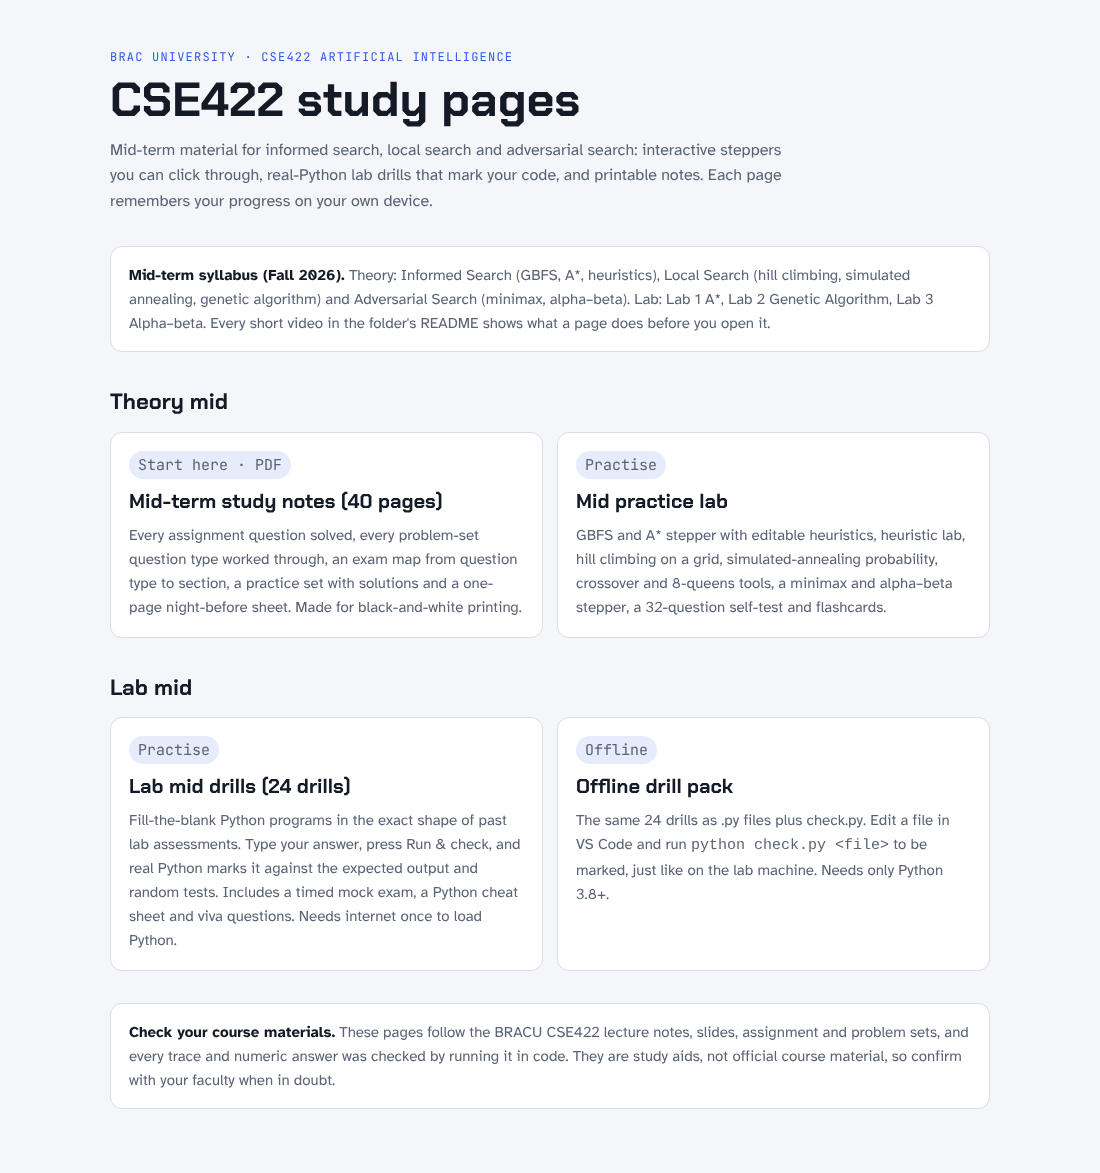 BRAC UNIVERSITY · CSE422 ARTIFICIAL INTELLIGENCE
CSE422 study pages
Mid-term material for informed search, local search and adversarial search: interactive steppers
you can click through, real-Python lab drills that mark your code, and printable notes. Each page
remembers your progress on your own device.
Mid-term syllabus (Fall 2026). Theory: Informed Search (GBFS, A*, heuristics), Local Search (hill climbing, simulated
annealing, genetic algorithm) and Adversarial Search (minimax, alpha–beta). Lab: Lab 1 A*, Lab 2 Genetic Algorithm, Lab 3
Alpha–beta. Every short video in the folder's README shows what a page does before you open it.
Theory mid
Start here · PDF
Mid-term study notes (40 pages)
Every assignment question solved, every problem-set
question type worked through, an exam map from question
type to section, a practice set with solutions and a one-
page night-before sheet. Made for black-and-white printing.
Practise
Mid practice lab
GBFS and A* stepper with editable heuristics, heuristic lab,
hill climbing on a grid, simulated-annealing probability,
crossover and 8-queens tools, a minimax and alpha–beta
stepper, a 32-question self-test and flashcards.
Lab mid
Practise
Lab mid drills (24 drills)
Fill-the-blank Python programs in the exact shape of past
lab assessments. Type your answer, press Run & check, and
real Python marks it against the expected output and
random tests. Includes a timed mock exam, a Python cheat
sheet and viva questions. Needs internet once to load
Python.
Offline
Offline drill pack
The same 24 drills as .py files plus check.py. Edit a file in
VS Code and run python check.py <file> to be
marked, just like on the lab machine. Needs only Python
3.8+.
Check your course materials. These pages follow the BRACU CSE422 lecture notes, slides, assignment and problem sets, and
every trace and numeric answer was checked by running it in code. They are study aids, not official course material, so confirm
with your faculty when in doubt.